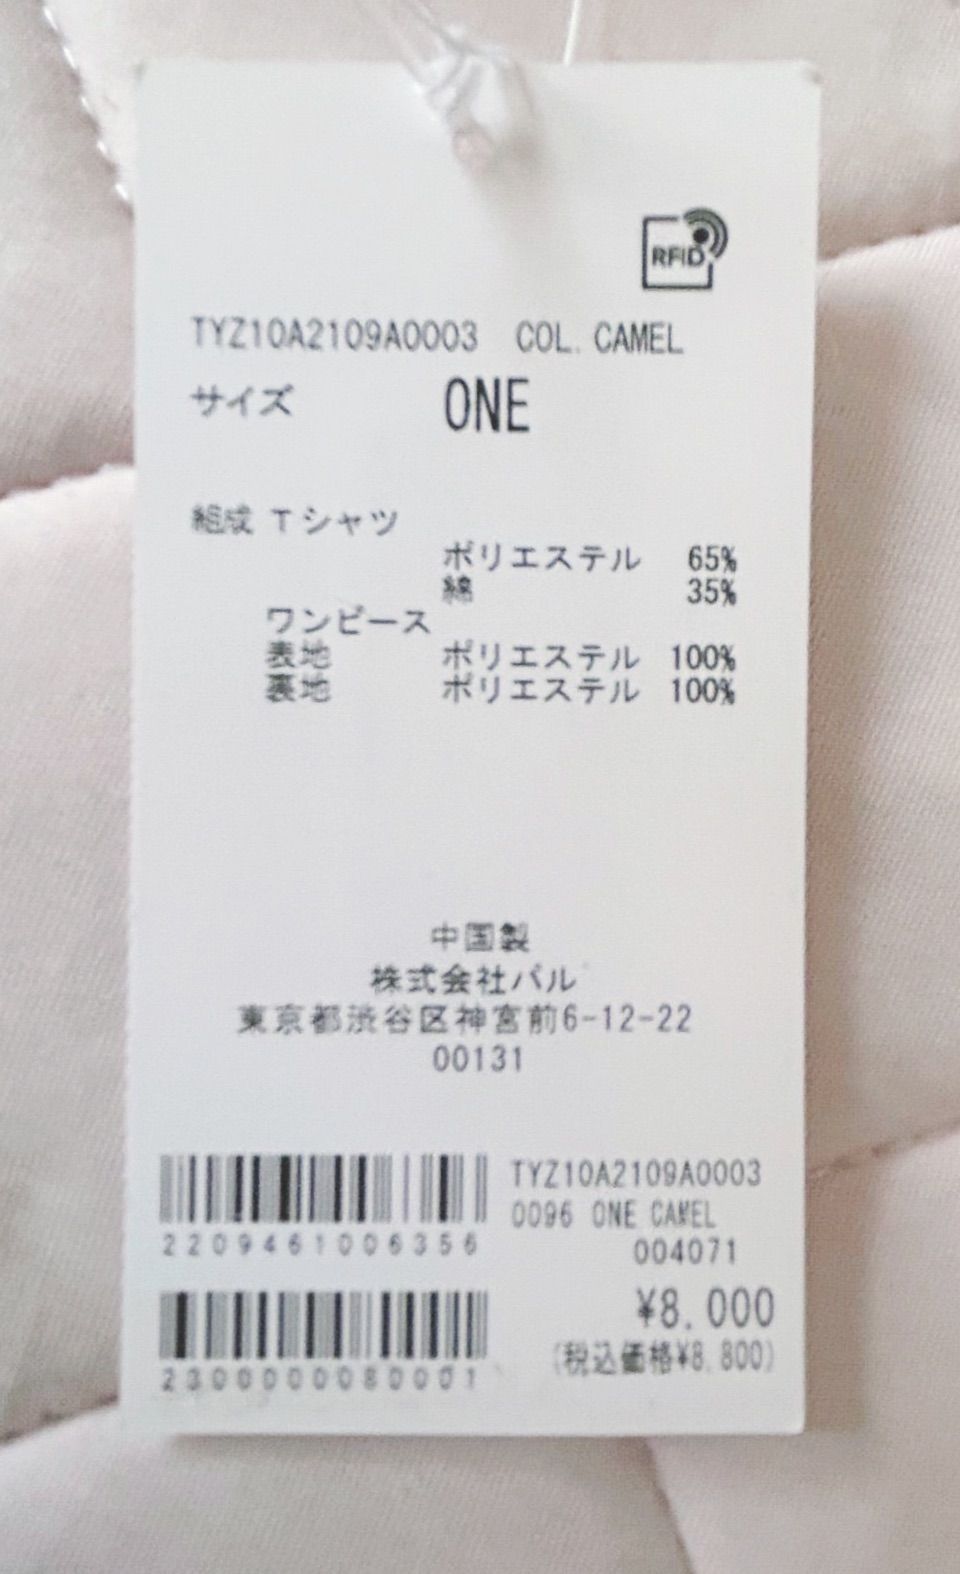 RFID
TYZ10A2109A0003 COL. CAMEL
サイズ ONE
組成 Tシャツ
ポリエステル 65%
綿 35%
ワンピース
表地 ポリエステル 100%
裏地 ポリエステル 100%
中国製
株式会社パル
東京都渋谷区神宮前6-12-22
00131
TYZ10A2109A0003
0096 ONE CAMEL
2209461006356
004071
¥8,000
(税込価格¥8,800)
2300000080001